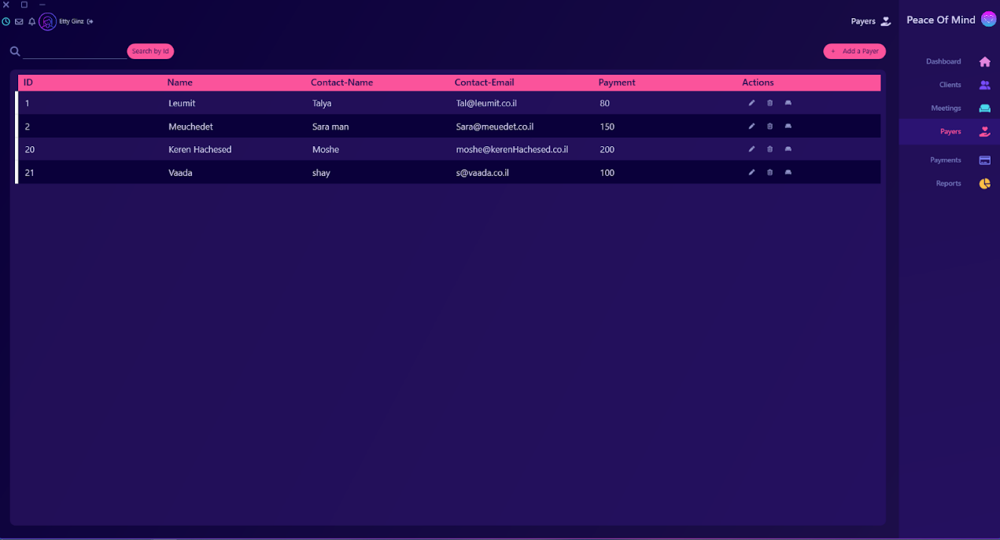 Etty Ginz
Payers
Peace Of Mind
Search by Id
+ Add a Payer
ID Name Contact-Name Contact-Email Payment Actions
1 Leumit Talya Tal@leumit.co.il 80
2 Meuchedet Sara man Sara@meuedet.co.il 150
20 Keren Hachesed Moshe moshe@kerenHachesed.co.il 200
21 Vaada shay s@vaada.co.il 100
Dashboard
Clients
Meetings
Payers
Payments
Reports